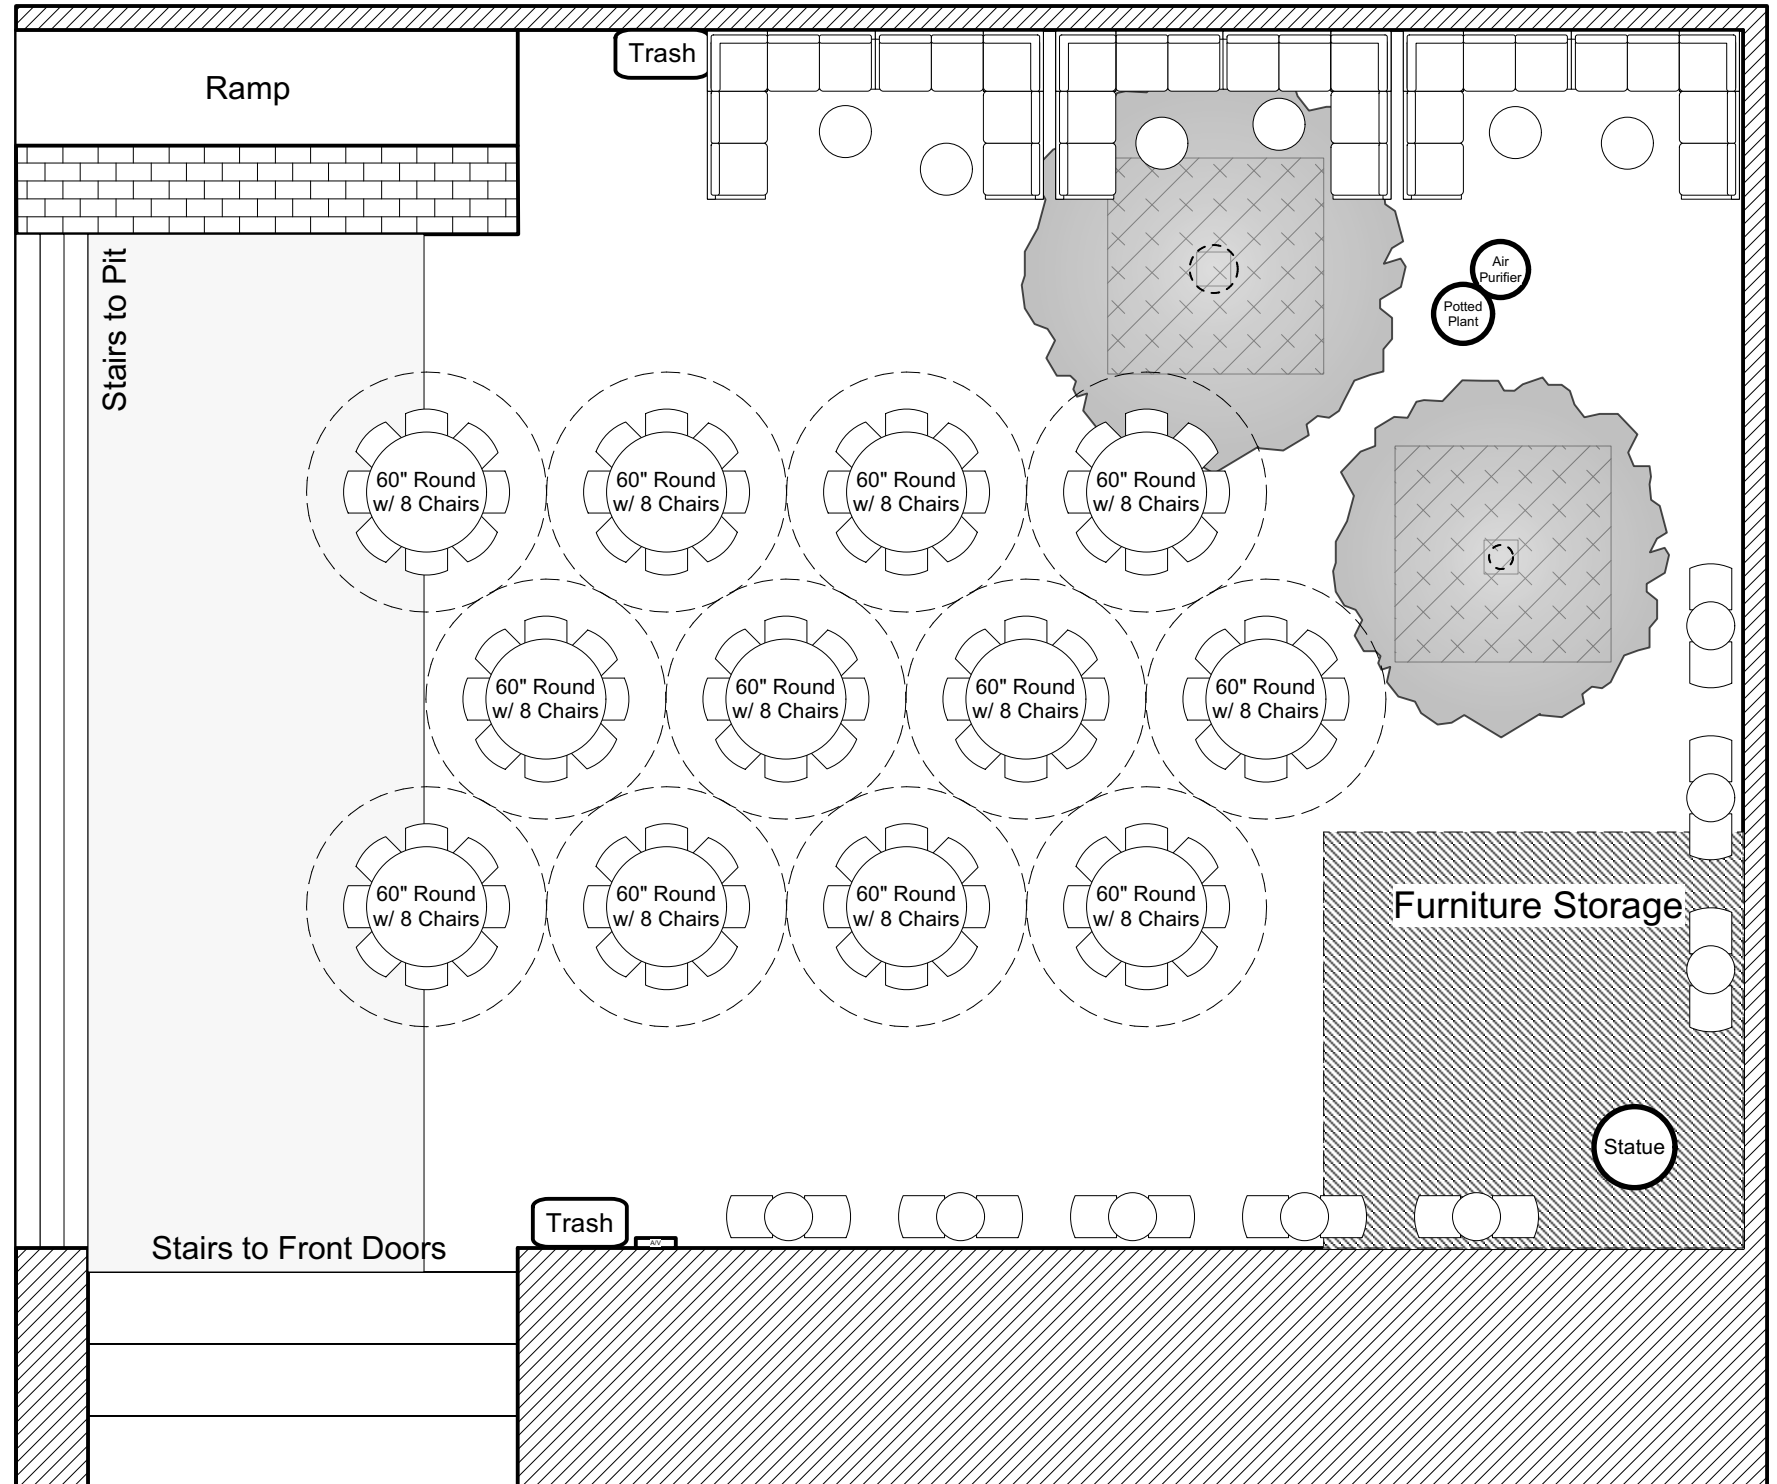 Trash
Ramp
Stairs to Pit
Air
Purifier
Potted
Plant
60" Round
w/ 8 Chairs
60" Round
w/ 8 Chairs
60" Round
w/ 8 Chairs
60" Round
w/ 8 Chairs
60" Round
w/ 8 Chairs
60" Round
w/ 8 Chairs
60" Round
w/ 8 Chairs
60" Round
w/ 8 Chairs
60" Round
w/ 8 Chairs
60" Round
w/ 8 Chairs
60" Round
w/ 8 Chairs
60" Round
w/ 8 Chairs
Furniture Storage
Statue
Trash
A/V
Stairs to Front Doors